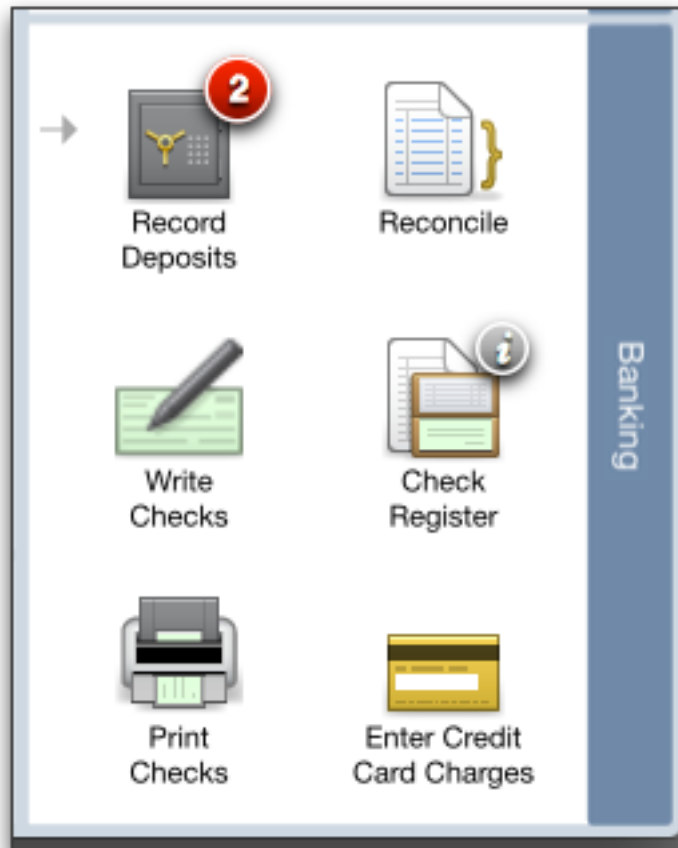 2
Record
Deposits
Reconcile
i
Write
Checks
Check
Register
Print
Checks
Enter Credit
Card Charges
Banking